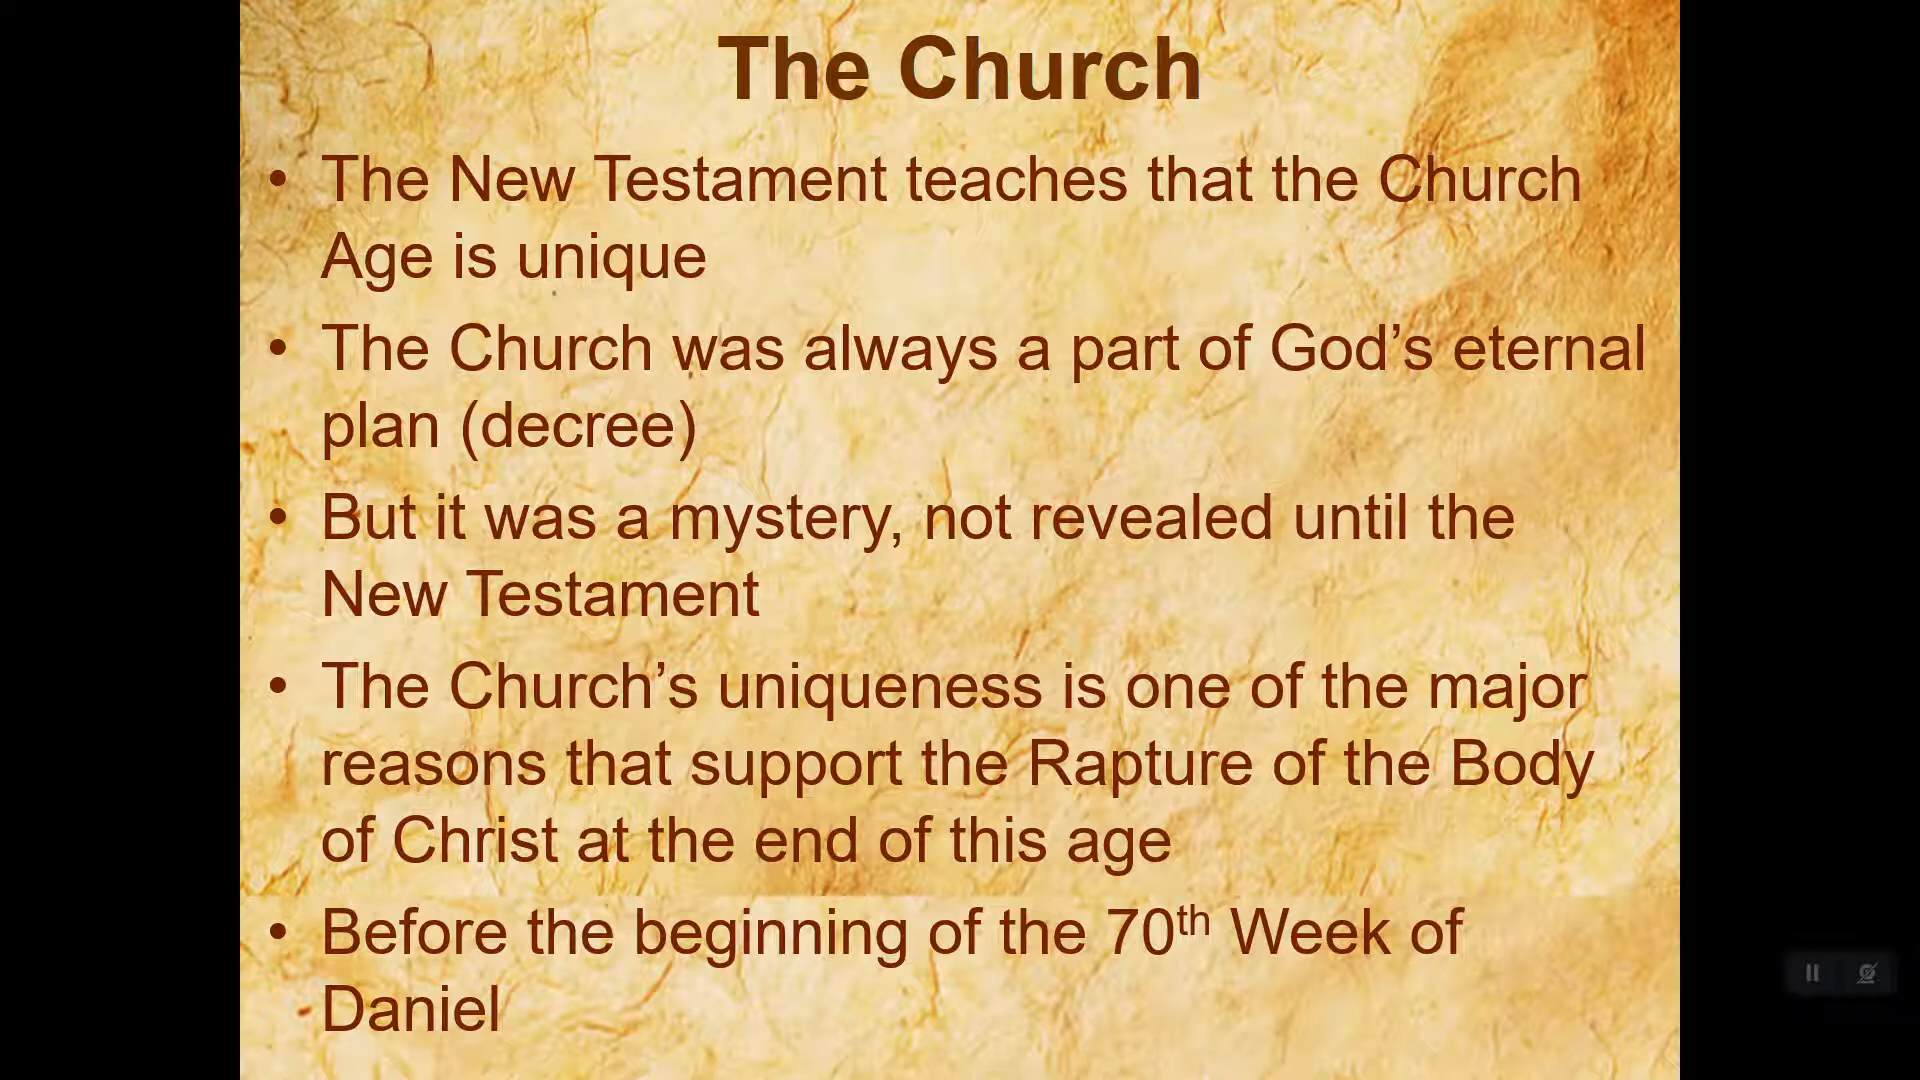 The Church
• The New Testament teaches that the Church
Age is unique
• The Church was always a part of God’s eternal
plan (decree)
• But it was a mystery, not revealed until the
New Testament
• The Church’s uniqueness is one of the major
reasons that support the Rapture of the Body
of Christ at the end of this age
• Before the beginning of the 70th Week of
Daniel